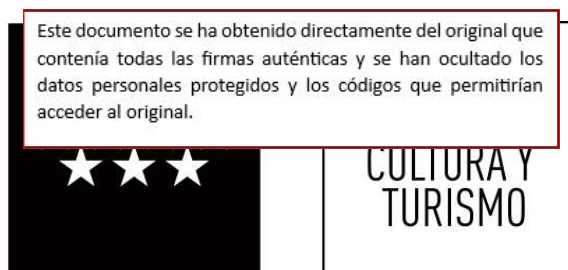 Este documento se ha obtenido directamente del original que
contenía todas las firmas auténticas y se han ocultado los
datos personales protegidos y los códigos que permitirían
acceder al original.
CULTURA Y
TURISMO